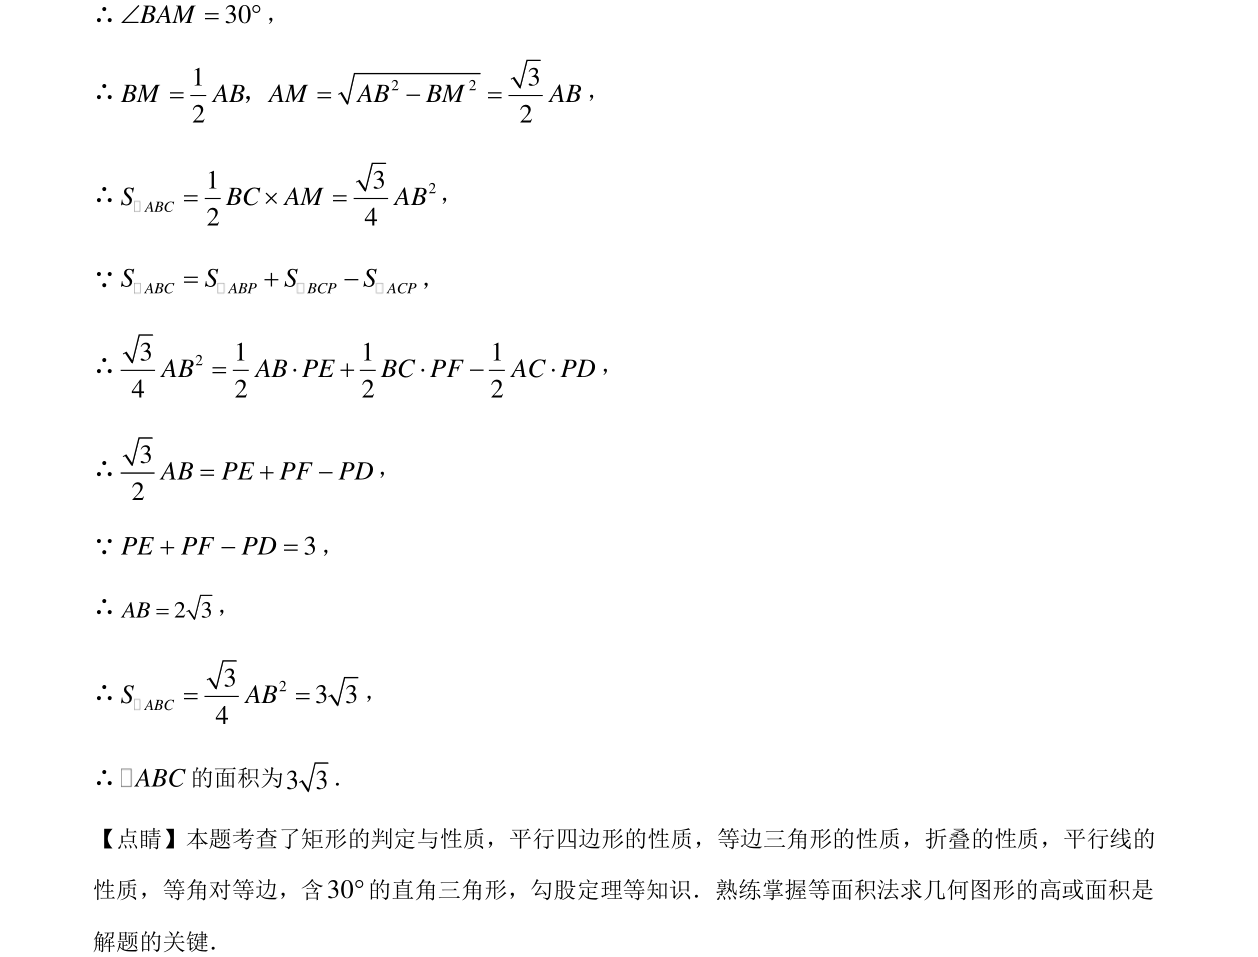 ∴∠BAM = 30°，
∴BM = 1/2 AB，AM = √(AB² − BM²) = √3/2 AB，
∴S□ABC = 1/2 BC × AM = √3/4 AB²，
∵S□ABC = S□ABP + S□BCP − S□ACP，
∴√3/4 AB² = 1/2 AB · PE + 1/2 BC · PF − 1/2 AC · PD，
∴√3/2 AB = PE + PF − PD，
∵PE + PF − PD = 3，
∴AB = 2√3，
∴S□ABC = √3/4 AB² = 3√3，
∴□ABC 的面积为3√3．
【点睛】本题考查了矩形的判定与性质，平行四边形的性质，等边三角形的性质，折叠的性质，平行线的
性质，等角对等边，含30°的直角三角形，勾股定理等知识．熟练掌握等面积法求几何图形的高或面积是
解题的关键．